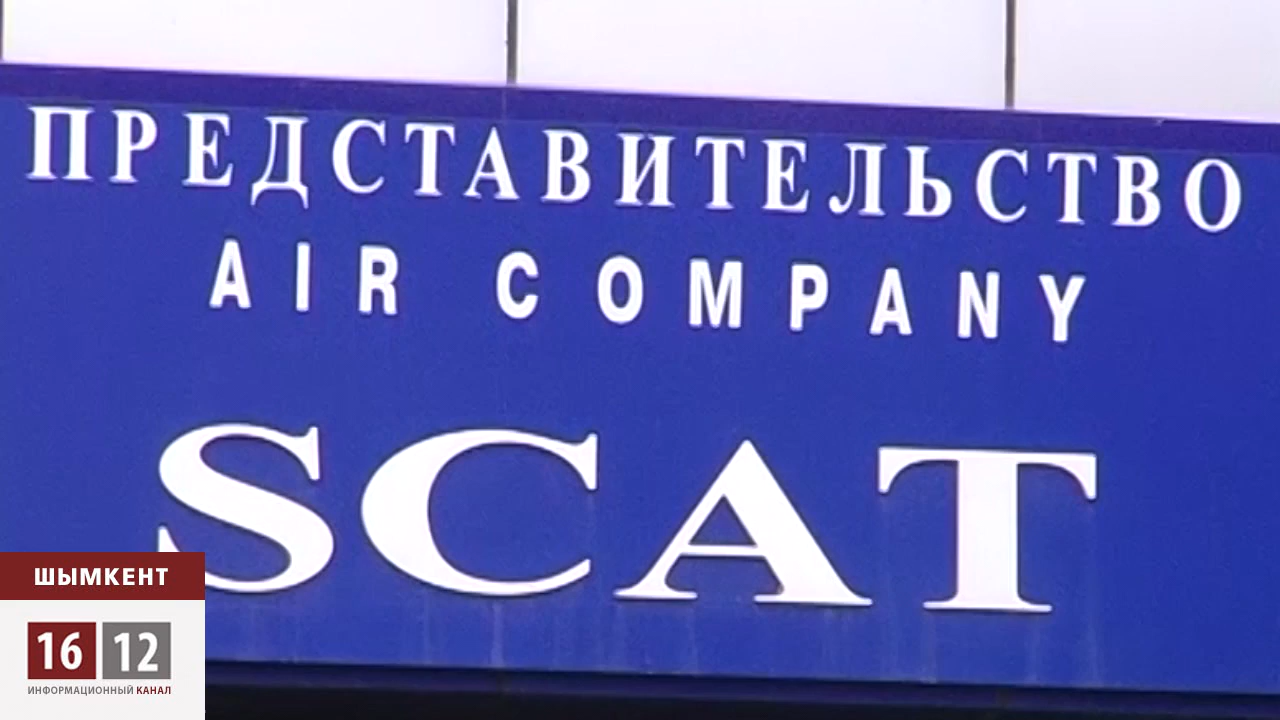 ПРЕДСТАВИТЕЛЬСТВО
AIR COMPANY
SCAT
ШЫМКЕНТ
16 12
ИНФОРМАЦИОННЫЙ КАНАЛ